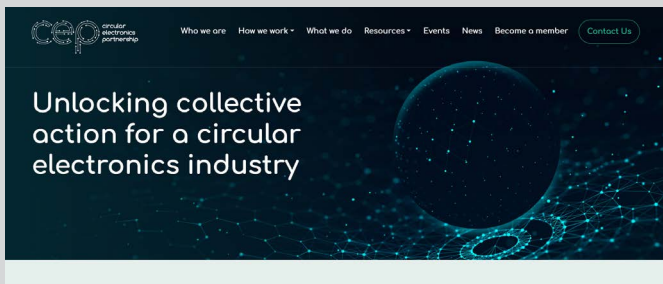 cep
circular
electronics
partnership
Who we are How we work What we do Resources Events News Become a member Contact Us
Unlocking collective
action for a circular
electronics industry